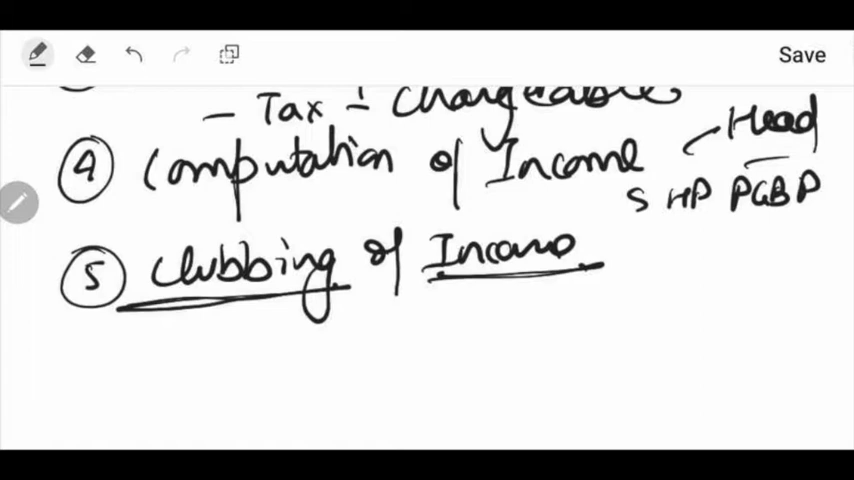 Save
- Tax - Chargeable
④ Computation of Income Head
S HP PGBP
⑤ Clubbing of Income